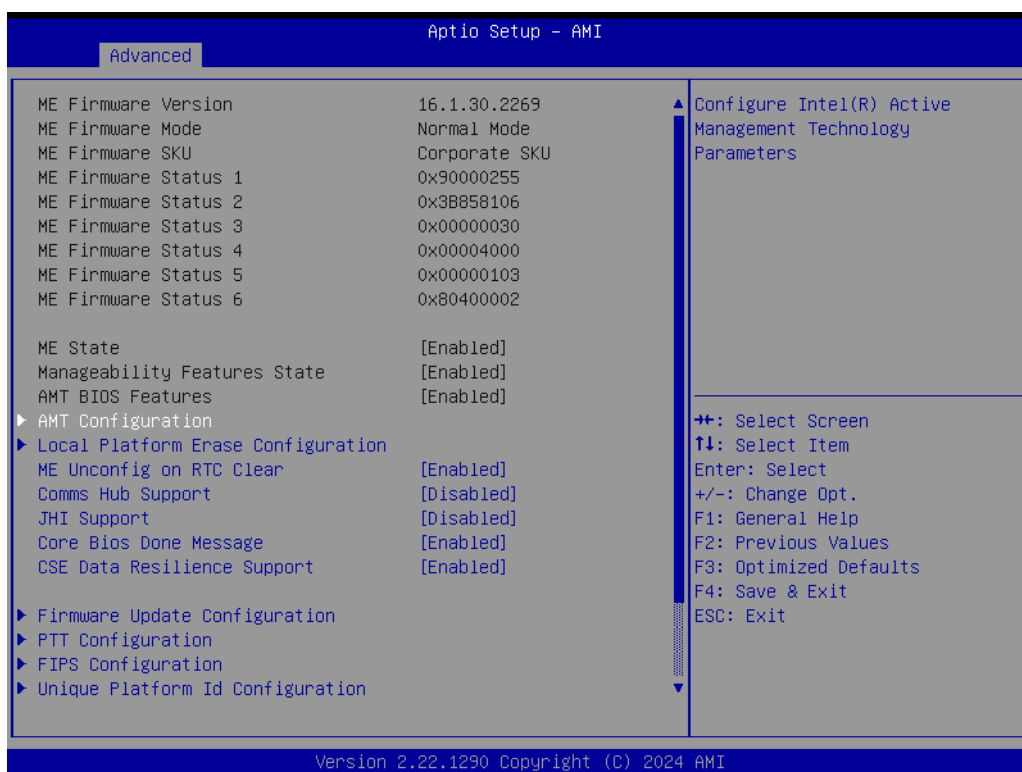 Aptio Setup – AMI
Advanced
ME Firmware Version 16.1.30.2269
ME Firmware Mode Normal Mode
ME Firmware SKU Corporate SKU
ME Firmware Status 1 0x90000255
ME Firmware Status 2 0x3B858106
ME Firmware Status 3 0x00000030
ME Firmware Status 4 0x00004000
ME Firmware Status 5 0x00000103
ME Firmware Status 6 0x80400002
ME State [Enabled]
Manageability Features State [Enabled]
AMT BIOS Features [Enabled]
AMT Configuration
Local Platform Erase Configuration
ME Unconfig on RTC Clear [Enabled]
Comms Hub Support [Disabled]
JHI Support [Disabled]
Core Bios Done Message [Enabled]
CSE Data Resilience Support [Enabled]
Firmware Update Configuration
PTT Configuration
FIPS Configuration
Unique Platform Id Configuration
Configure Intel(R) Active
Management Technology
Parameters
→←: Select Screen
↑↓: Select Item
Enter: Select
+/-: Change Opt.
F1: General Help
F2: Previous Values
F3: Optimized Defaults
F4: Save & Exit
ESC: Exit
Version 2.22.1290 Copyright (C) 2024 AMI